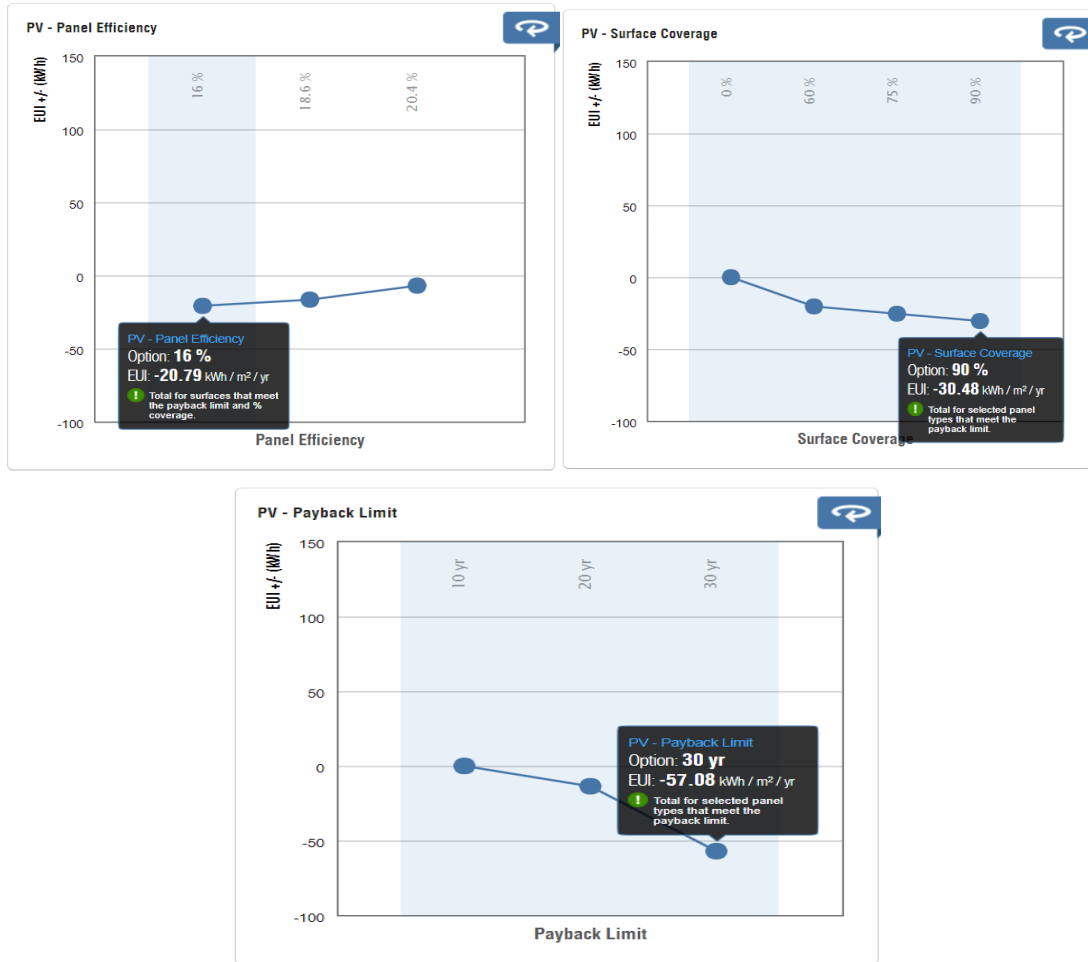 PV - Panel Efficiency
EUI +/- (kWh)
150
100
50
0
-50
-100
16 %
18.6 %
20.4 %
PV - Panel Efficiency
Option: 16 %
EUI: -20.79 kWh / m² / yr
! Total for surfaces that meet
the payback limit and %
coverage.
Panel Efficiency
PV - Surface Coverage
EUI +/- (kWh)
150
100
50
0
-50
-100
0 %
60 %
75 %
90 %
PV - Surface Coverage
Option: 90 %
EUI: -30.48 kWh / m² / yr
! Total for selected panel
types that meet the
payback limit.
Surface Coverage
PV - Payback Limit
EUI +/- (kWh)
150
100
50
0
-50
-100
10 yr
20 yr
30 yr
PV - Payback Limit
Option: 30 yr
EUI: -57.08 kWh / m² / yr
! Total for selected panel
types that meet the
payback limit.
Payback Limit